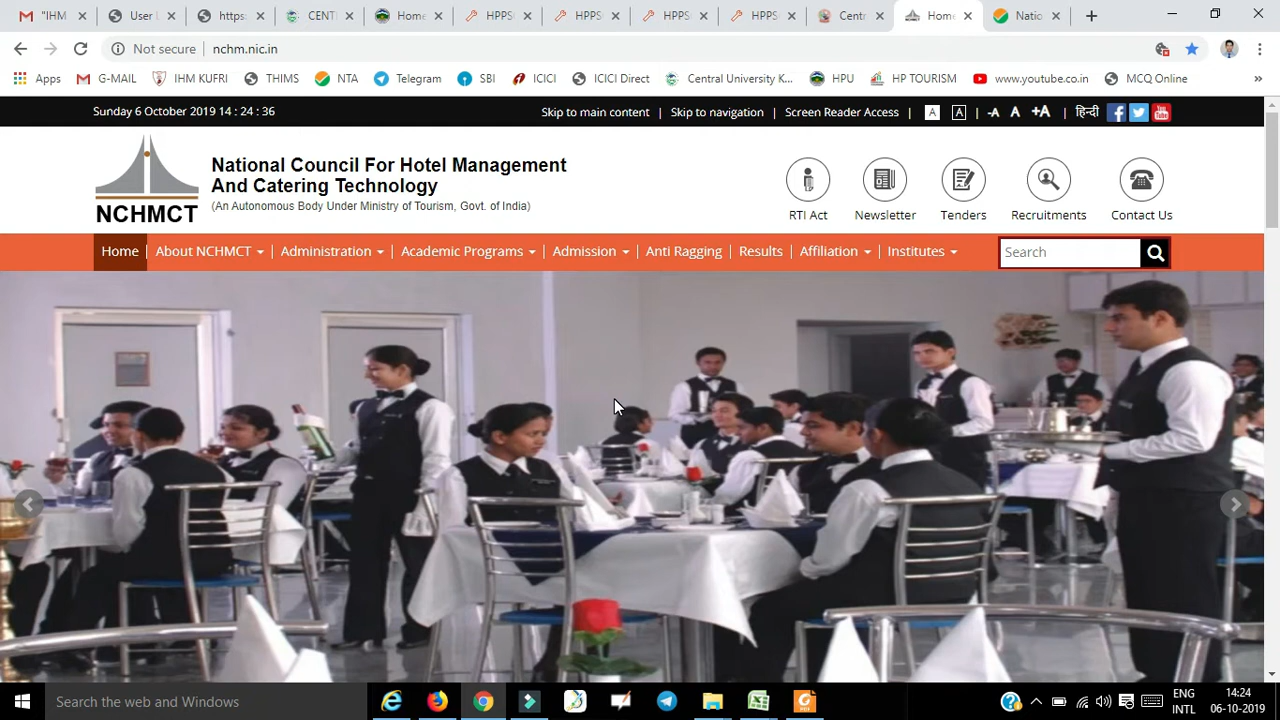 "IHM
User L
https:
CENTI
Home
HPPS
HPPS
HPPS
HPPS
Centr
Home
Natio
Not secure
nchm.nic.in
Apps
G-MAIL
IHM KUFRI
THIMS
NTA
Telegram
SBI
ICICI
ICICI Direct
Central University K...
HPU
HP TOURISM
www.youtube.co.in
MCQ Online
»
Sunday 6 October 2019 14 : 24 : 36
Skip to main content | Skip to navigation | Screen Reader Access | A A | -A A +A | हिन्दी
National Council For Hotel Management
And Catering Technology
(An Autonomous Body Under Ministry of Tourism, Govt. of India)
NCHMCT
RTI Act
Newsletter
Tenders
Recruitments
Contact Us
Home
About NCHMCT
Administration
Academic Programs
Admission
Anti Ragging
Results
Affiliation
Institutes
Search
Search the web and Windows
ENG
INTL
14:24
06-10-2019